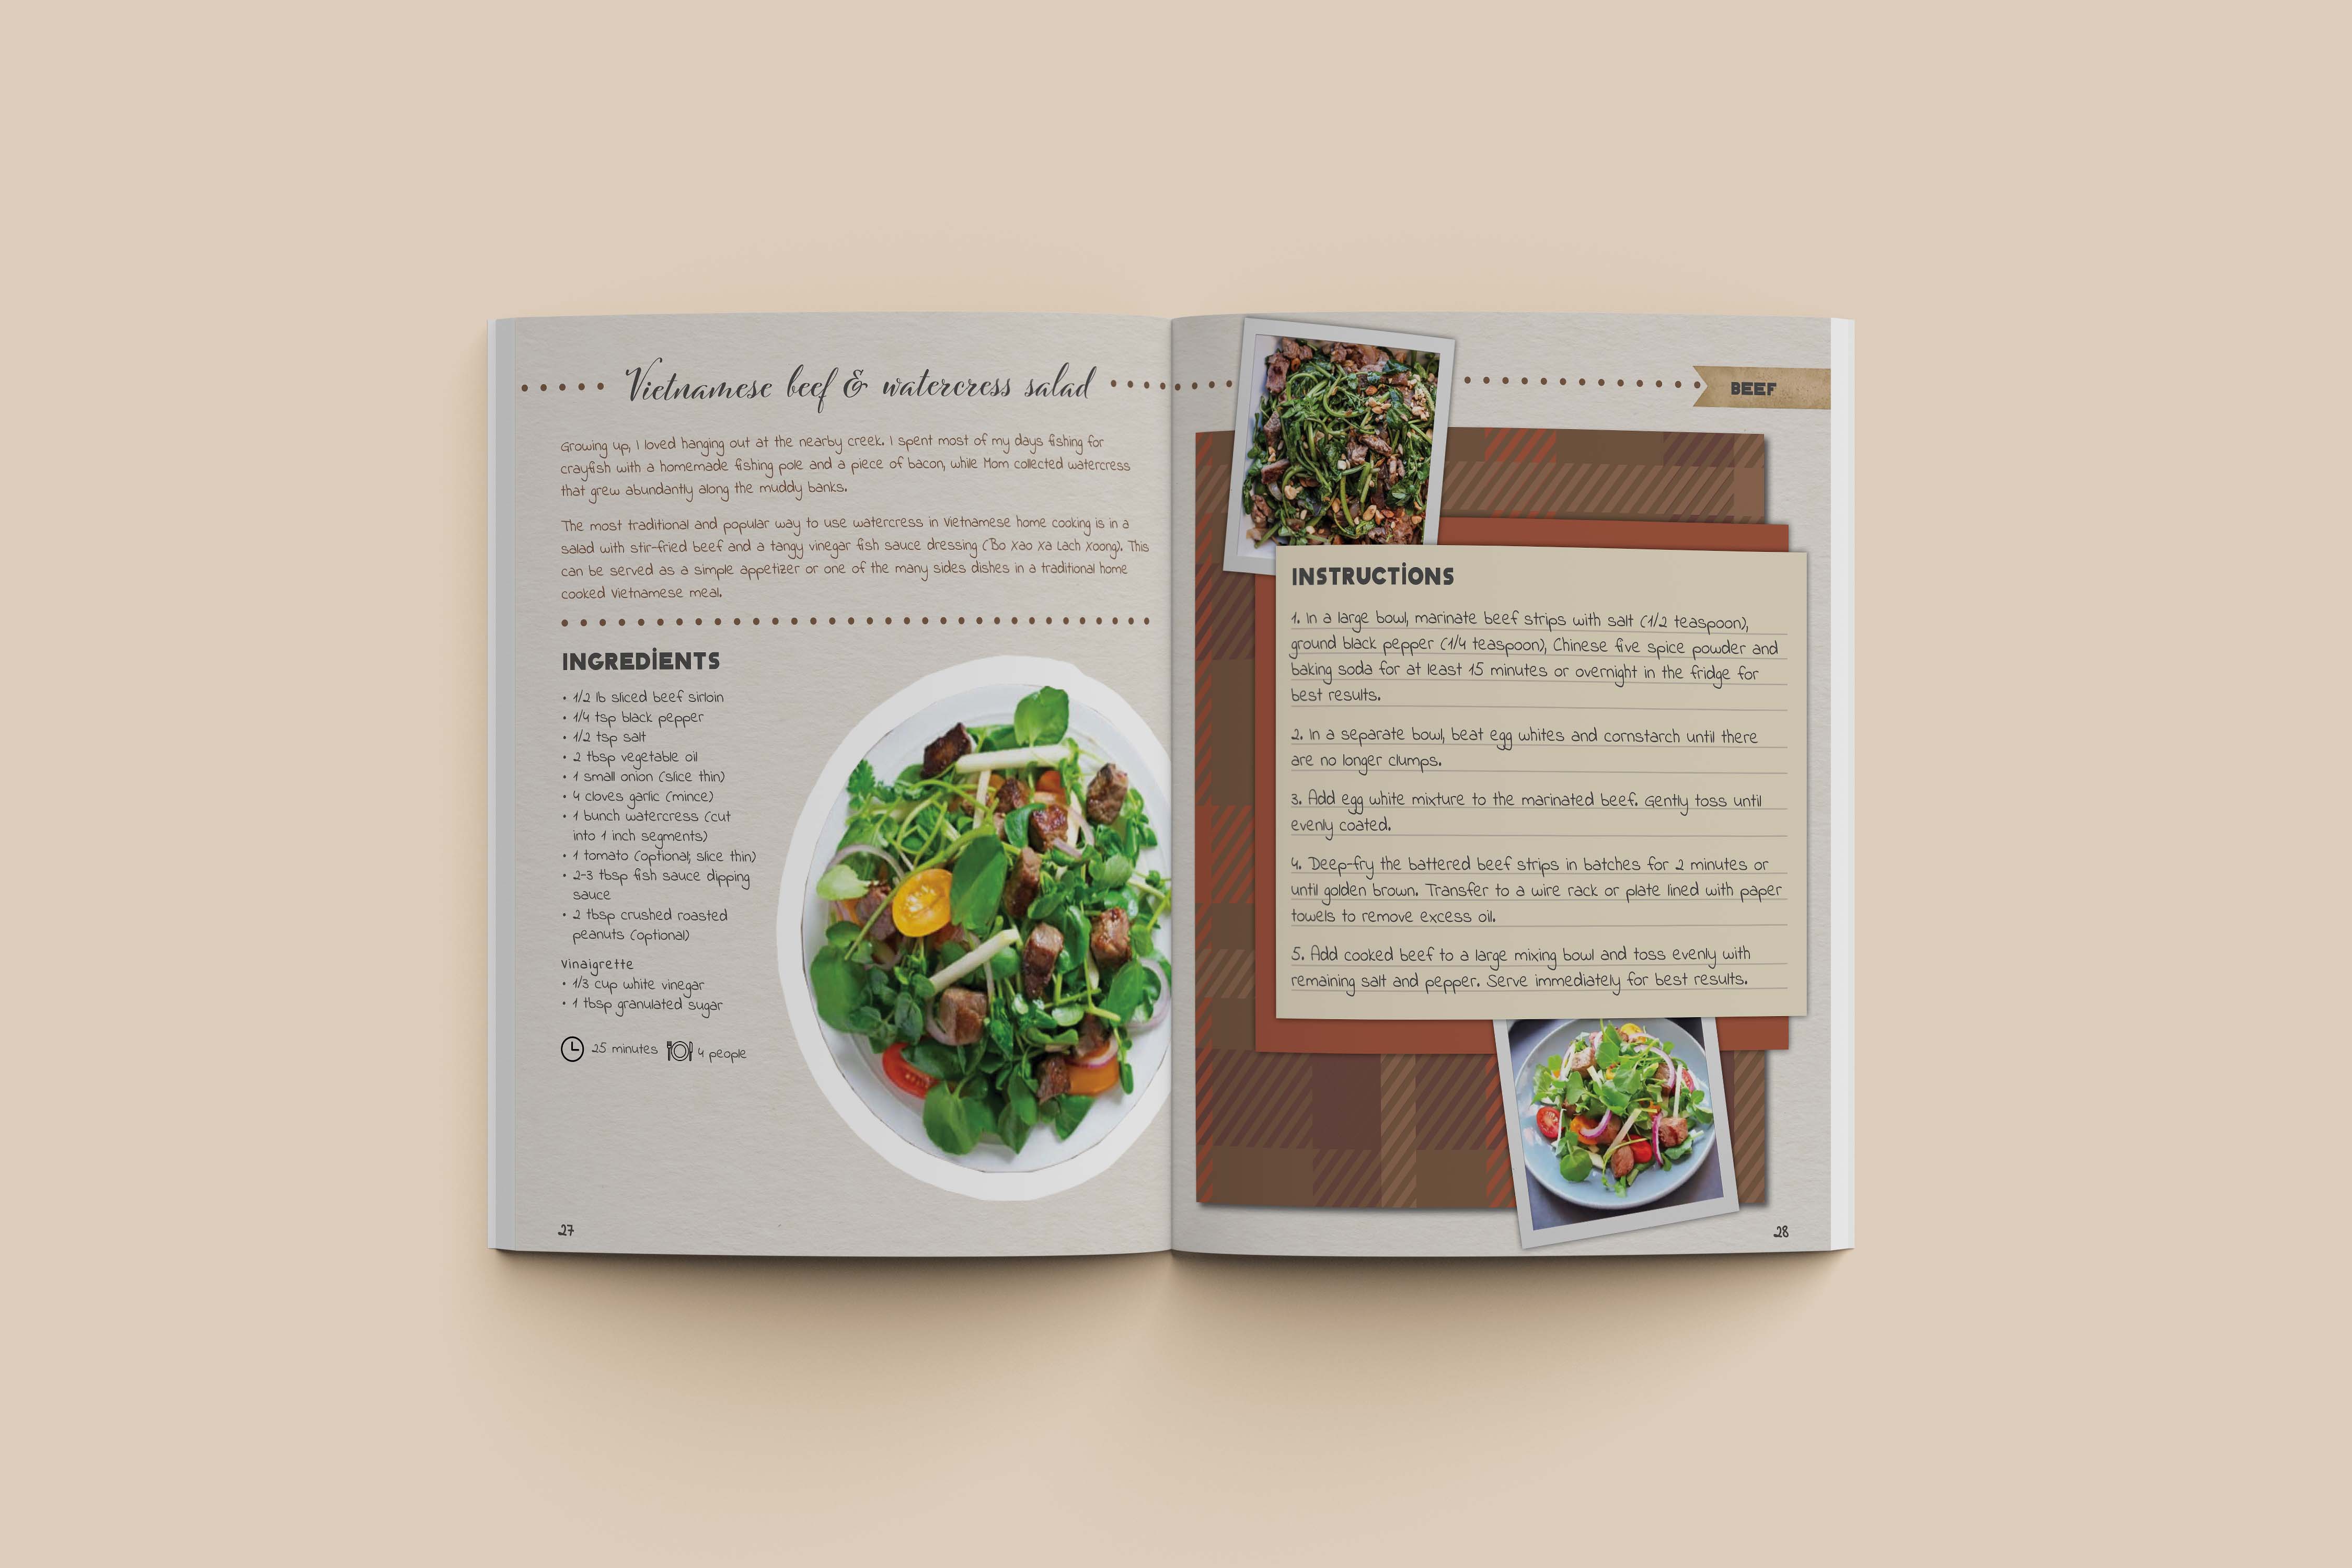 Vietnamese beef & watercress salad
Growing up, I loved hanging out at the nearby creek. I spent most of my days fishing for
crayfish with a homemade fishing pole and a piece of bacon, while Mom collected watercress
that grew abundantly along the muddy banks.
The most traditional and popular way to use watercress in Vietnamese home cooking is in a
salad with stir-fried beef and a tangy vinegar fish sauce dressing ('Bo Xao Xa Lach Xoong). This
can be served as a simple appetizer or one of the many sides dishes in a traditional home
cooked Vietnamese meal.
INGREDIENTS
• 1/2 lb sliced beef sirloin
• 1/4 tsp black pepper
• 1/2 tsp salt
• 2 tbsp vegetable oil
• 1 small onion (slice thin)
• 4 cloves garlic (mince)
• 1 bunch watercress (cut
into 1 inch segments)
• 1 tomato (optional; slice thin)
• 2-3 tbsp fish sauce dipping
sauce
• 2 tbsp crushed roasted
peanuts (optional)
Vinaigrette
• 1/3 cup white vinegar
• 1 tbsp granulated sugar
25 minutes 4 people
27
BEEF
INSTRUCTIONS
1. In a large bowl, marinate beef strips with salt (1/2 teaspoon),
ground black pepper (1/4 teaspoon), Chinese five spice powder and
baking soda for at least 15 minutes or overnight in the fridge for
best results.
2. In a separate bowl, beat egg whites and cornstarch until there
are no longer clumps.
3. Add egg white mixture to the marinated beef. Gently toss until
evenly coated.
4. Deep-fry the battered beef strips in batches for 2 minutes or
until golden brown. Transfer to a wire rack or plate lined with paper
towels to remove excess oil.
5. Add cooked beef to a large mixing bowl and toss evenly with
remaining salt and pepper. Serve immediately for best results.
28